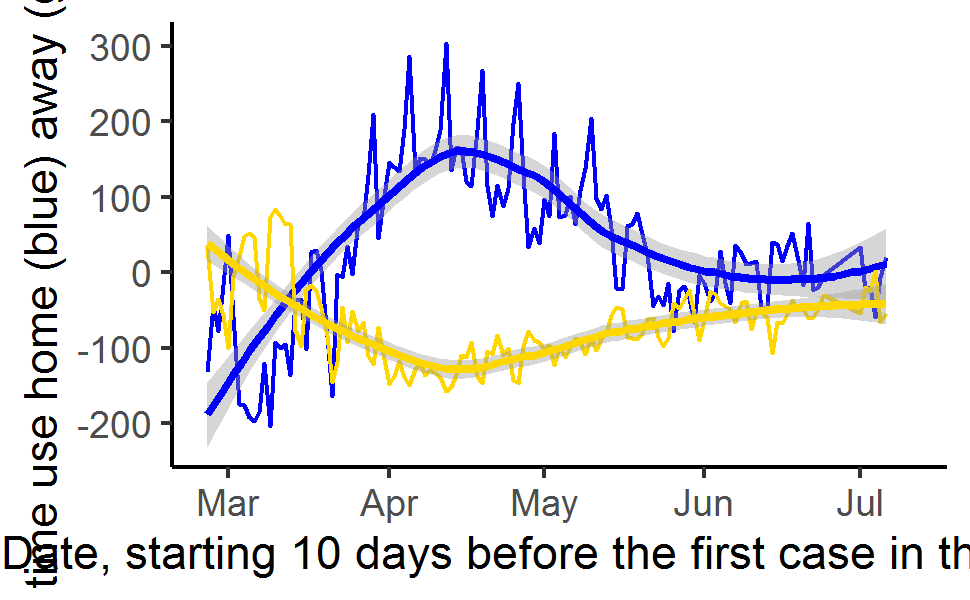 time use home (blue) away (
300
200
100
0
-100
-200
Mar Apr May Jun Jul
Date, starting 10 days before the first case in th